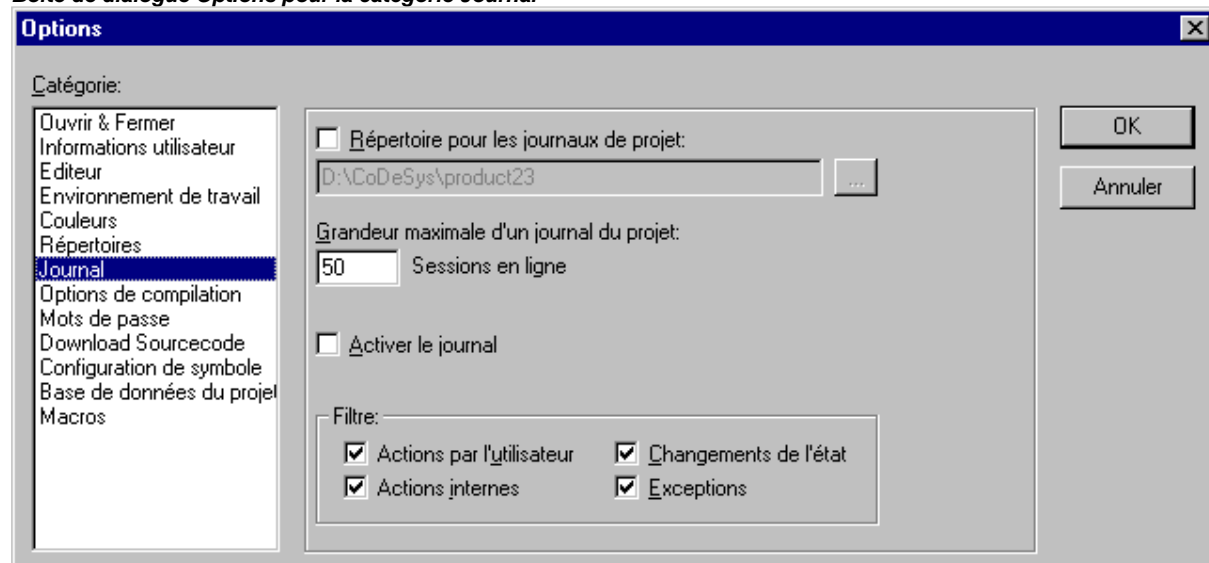 Boîte de dialogue Options pour la catégorie Journal
Options
Catégorie:
Ouvrir & Fermer
Informations utilisateur
Editeur
Environnement de travail
Couleurs
Répertoires
Journal
Options de compilation
Mots de passe
Download Sourcecode
Configuration de symbole
Base de données du projet
Macros
Répertoire pour les journaux de projet:
D:\CoDeSys\product23
...
Grandeur maximale d'un journal du projet:
50 Sessions en ligne
Activer le journal
Filtre:
Actions par l'utilisateur Changements de l'état
Actions internes Exceptions
OK
Annuler